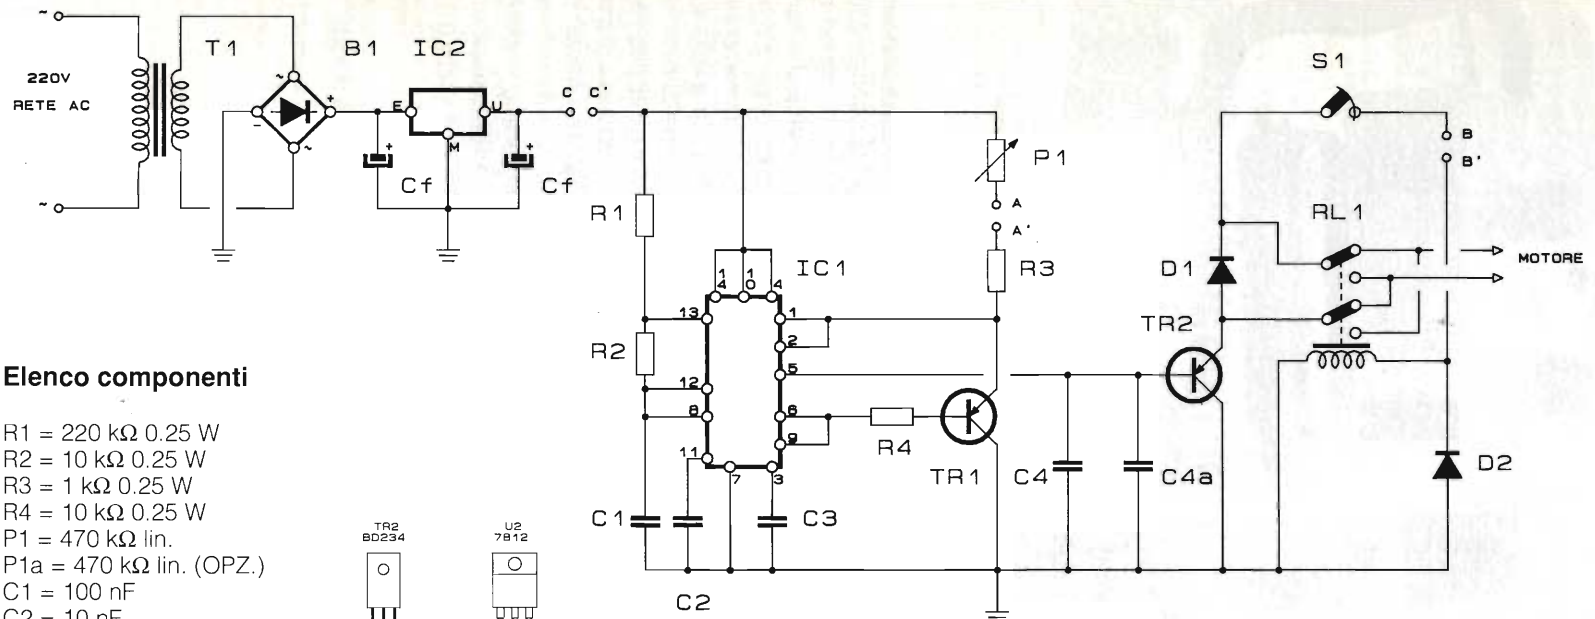 ~
220V
RETE AC
~
T1
~
~
+
-
B1
IC2
E
U
M
+
Cf
+
Cf
C C'
R1
R2
IC1
14
10
4
13
12
8
11
7
3
1
2
5
6
9
R4
TR1
P1
A
A'
R3
C1
C2
C3
C4
C4a
S1
B
B'
RL1
MOTORE
D1
TR2
D2
Elenco componenti
R1 = 220 kΩ 0.25 W
R2 = 10 kΩ 0.25 W
R3 = 1 kΩ 0.25 W
R4 = 10 kΩ 0.25 W
P1 = 470 kΩ lin.
P1a = 470 kΩ lin. (OPZ.)
C1 = 100 nF
C2 = 10 nF
TR2
BD234
U2
7812